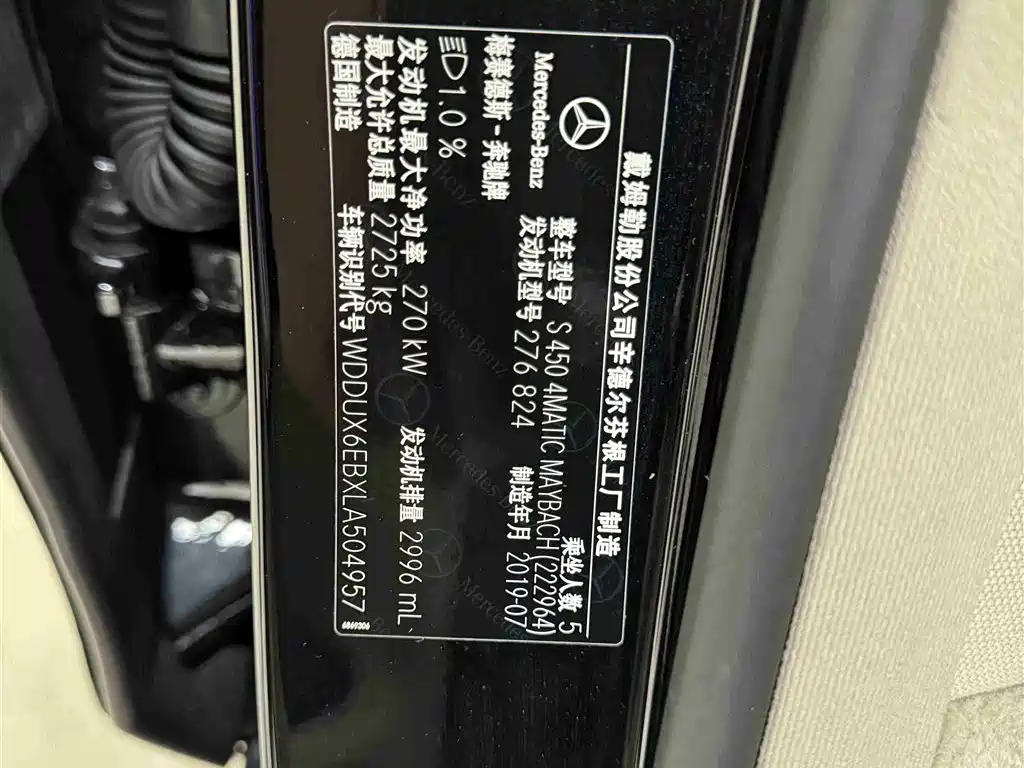 戴姆勒股份公司辛德尔芬根工厂制造
Mercedes-Benz
梅赛德斯-奔驰牌
乘坐人数 5
整车型号 S 450 4MATIC MAYBACH (222964)
发动机型号 276 824
制造年月 2019-07
1.0 %
发动机最大净功率 270 kW
发动机排量 2996 mL
最大允许总质量 2725 kg
德国制造
车辆识别代号 WDDUX6EBXLA504957